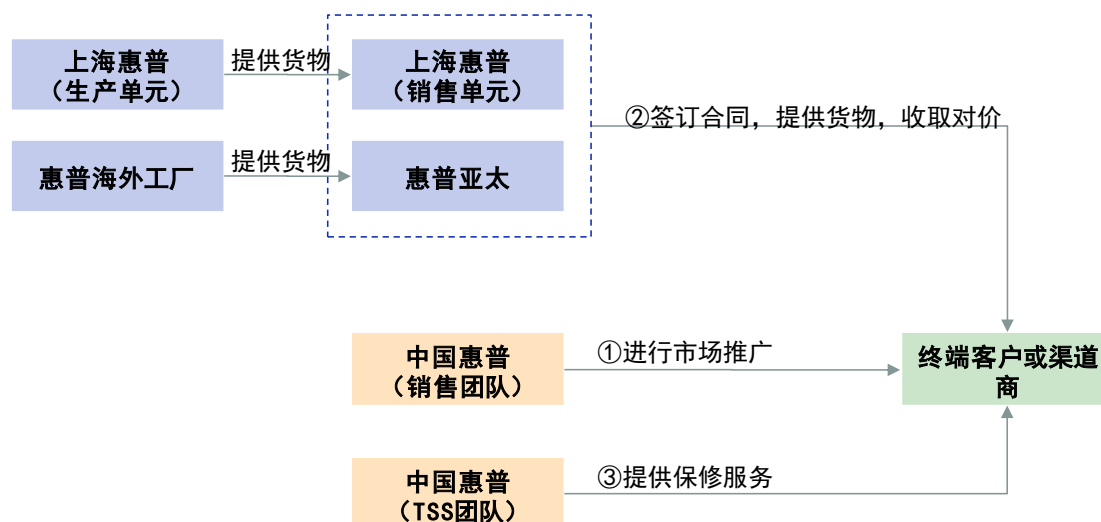 上海惠普
（生产单元）
提供货物
上海惠普
（销售单元）
②签订合同，提供货物，收取对价
惠普海外工厂
提供货物
惠普亚太
中国惠普
（销售团队）
①进行市场推广
终端客户或渠道
商
中国惠普
（TSS团队）
③提供保修服务